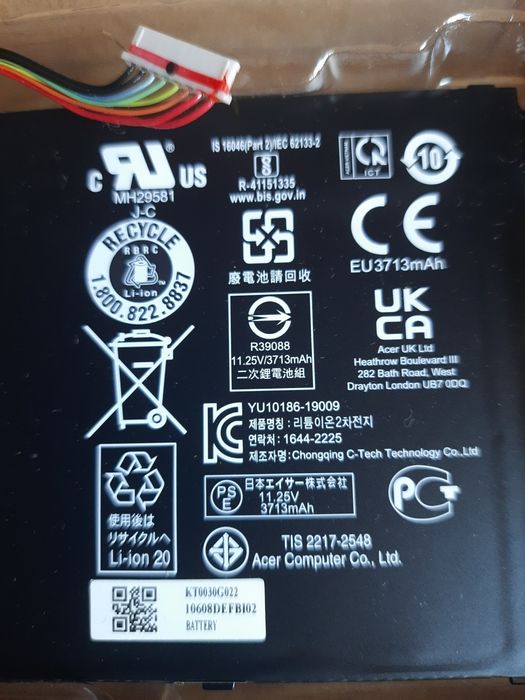 IS 16046(Part 2)/IEC 62133-2
R-41151335
www.bis.gov.in
c RU US ®
MH29581
J-C
ICT
10
RECYCLE
RBRC
Li-ion
1.800.822.8837
廢電池請回收
CE
EU3713mAh
R39088
11.25V/3713mAh
二次鋰電池組
UK
CA
Acer UK Ltd
Heathrow Boulevard III
282 Bath Road, West
Drayton London UB7 0DQ
YU10186-19009
제품명칭 : 리튬이온2차전지
연락처 : 1644-2225
제조자명 : Chongqing C-Tech Technology Co.,Ltd
使用後は
リサイクルへ
Li-ion 20
PS
E
日本エイサー株式会社
11.25V
3713mAh
TIS 2217-2548
Acer Computer Co., Ltd.
KT0030G022
10608DEFBI02
BATTERY